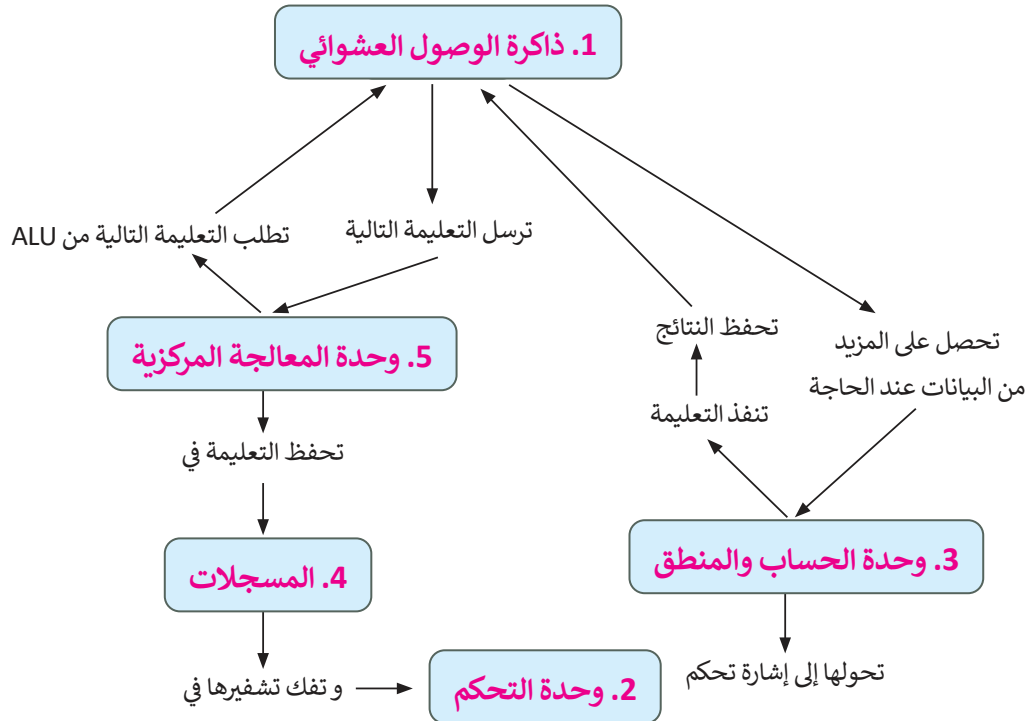 1. ذاكرة الوصول العشوائي
تطلب التعليمة التالية من ALU
ترسل التعليمة التالية
تحفظ النتائج
تحصل على المزيد
من البيانات عند الحاجة
5. وحدة المعالجة المركزية
تنفذ التعليمة
تحفظ التعليمة في
3. وحدة الحساب والمنطق
4. المسجلات
تحولها إلى إشارة تحكم
و تفك تشفيرها في
2. وحدة التحكم